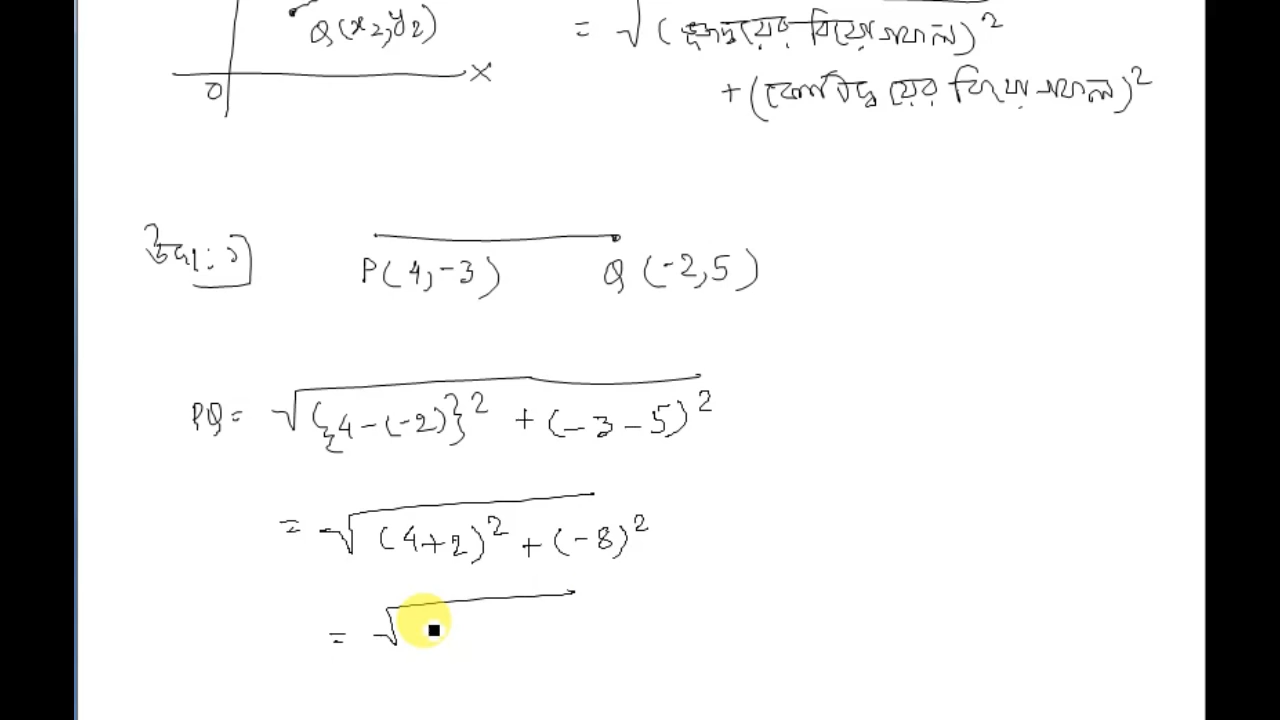 Q(x₂,y₂)
= √(ভুজদ্বয়ের বিয়োগফল)²
O X
+ (কোটিদ্বয়ের বিয়োগফল)²
উদা: ১
P(4,-3) Q(-2,5)
PQ = √{4-(-2)}² + (-3-5)²
= √(4+2)² + (-8)²
= √